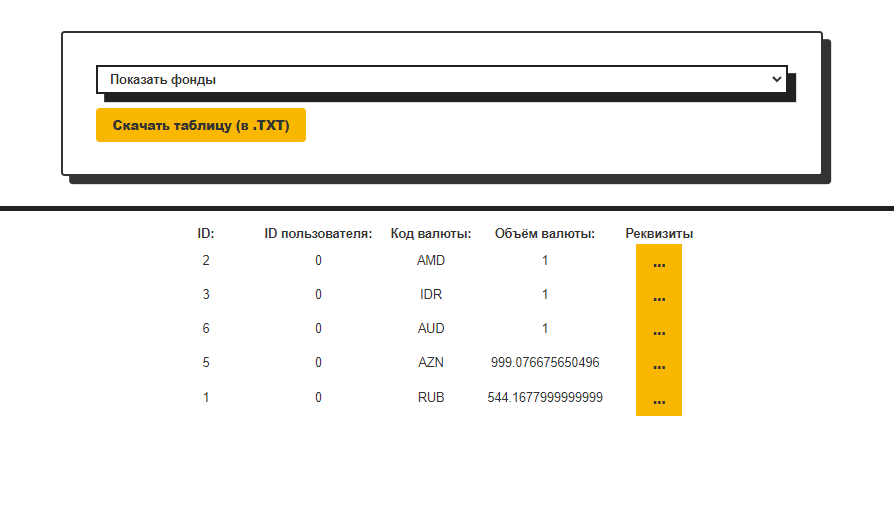 Показать фонды
Скачать таблицу (в .TXT)
ID: ID пользователя: Код валюты: Объём валюты: Реквизиты
2 0 AMD 1 ...
3 0 IDR 1 ...
6 0 AUD 1 ...
5 0 AZN 999.076675650496 ...
1 0 RUB 544.1677999999999 ...